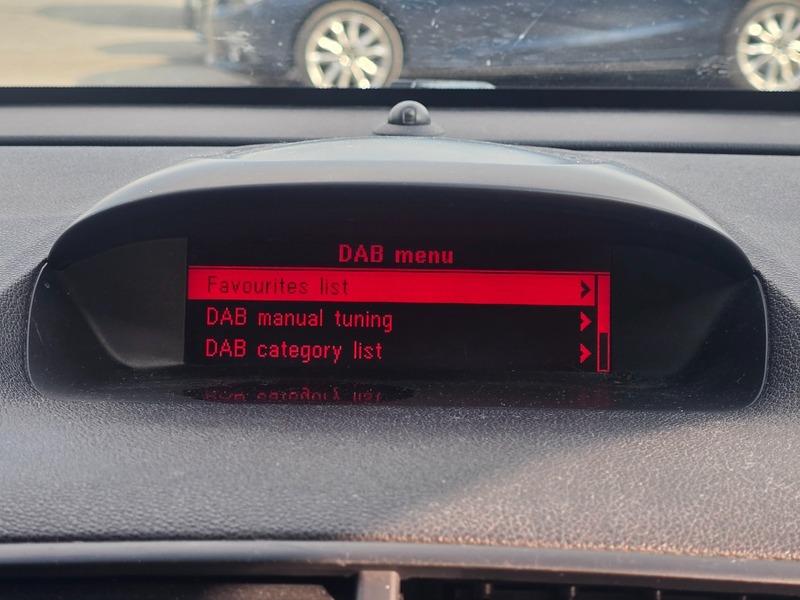 DAB menu
Favourites list
DAB manual tuning
DAB category list